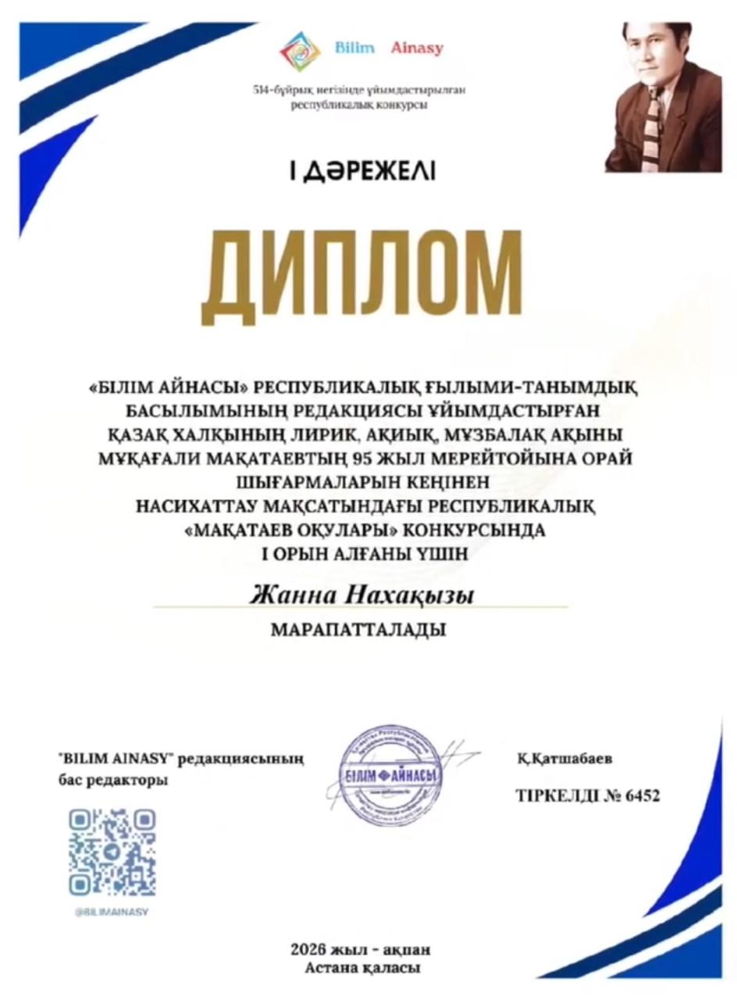 Bilim Ainasy
514-бұйрық негізінде ұйымдастырылған
республикалық конкурсы
І ДӘРЕЖЕЛІ
ДИПЛОМ
«БІЛІМ АЙНАСЫ» РЕСПУБЛИКАЛЫҚ ҒЫЛЫМИ-ТАНЫМДЫҚ
БАСЫЛЫМЫНЫҢ РЕДАКЦИЯСЫ ҰЙЫМДАСТЫРҒАН
ҚАЗАҚ ХАЛҚЫНЫҢ ЛИРИК, АҚИЫҚ, МҰЗБАЛАК АҚЫНЫ
МҰҚАҒАЛИ МАҚАТАЕВТЫҢ 95 ЖЫЛ МЕРЕЙТОЙЫНА ОРАЙ
ШЫҒАРМАЛАРЫН КЕҢІНЕН
НАСИХАТТАУ МАҚСАТЫНДАҒЫ РЕСПУБЛИКАЛЫҚ
«МАҚАТАЕВ ОҚУЛАРЫ» КОНКУРСЫНДА
І ОРЫН АЛҒАНЫ ҮШІН
Жанна Нахақызы
МАРАПАТТАЛАДЫ
"BILIM AINASY" редакциясының
бас редакторы
БІЛІМ АЙНАСЫ
Қ.Қатшабаев
ТІРКЕЛДІ № 6452
@BILIMAINASY
2026 жыл - ақпан
Астана қаласы